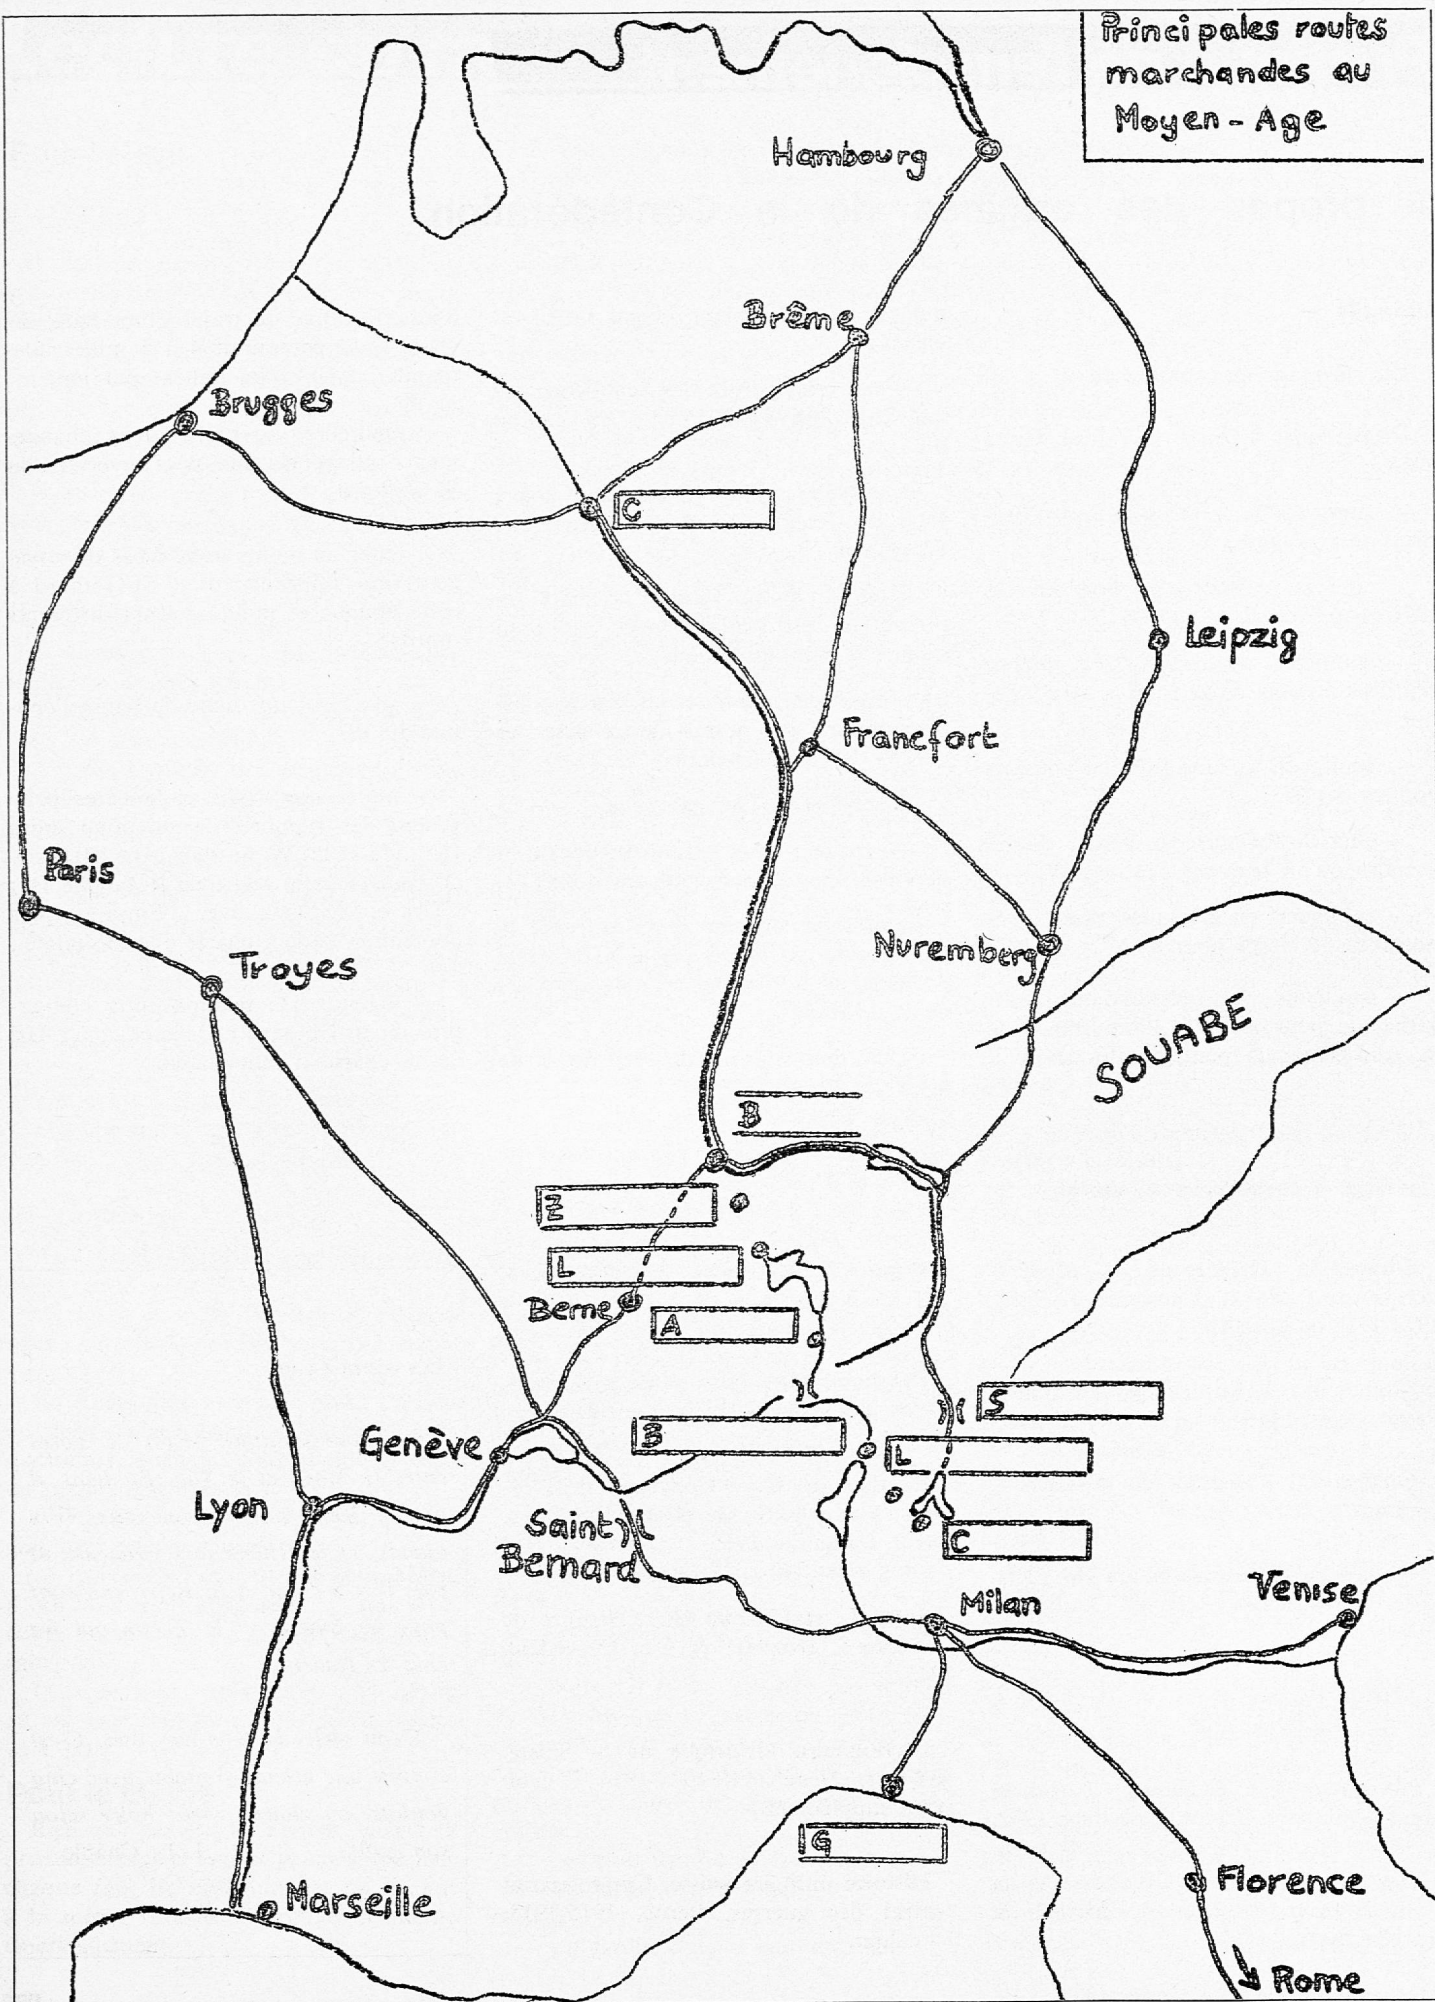 Principales routes
marchandes au
Moyen-Age
Hambourg
Brême
Brugges
C
Leipzig
Francfort
Paris
Nuremberg
Troyes
SOUABE
B
Z
L
Berne
A
S
B
Genève
L
Lyon
Saint
Bernard
C
Milan
Venise
G
Florence
Marseille
Rome